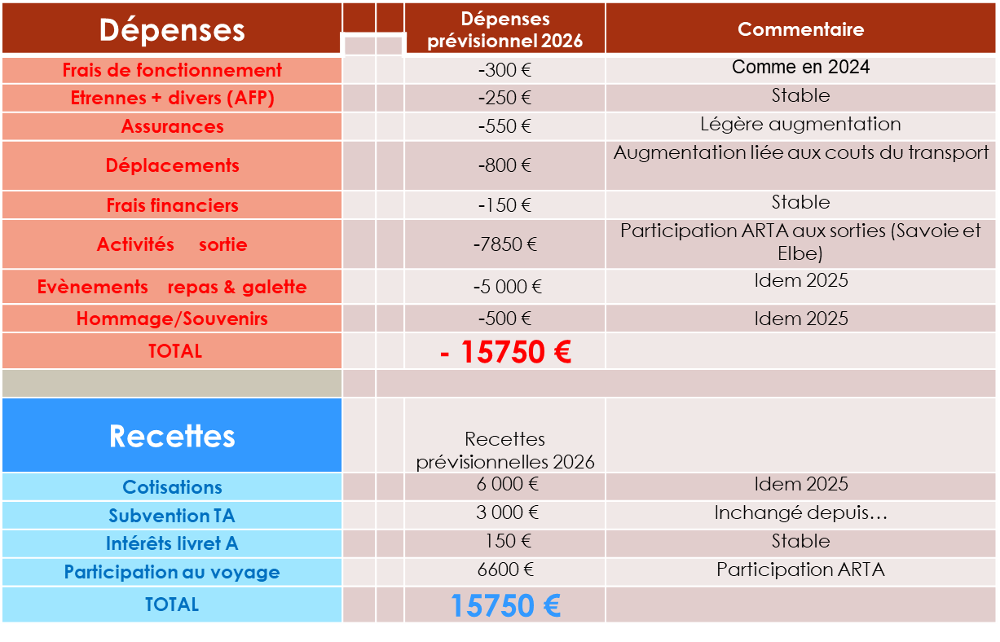 Dépenses
Dépenses
prévisionnel 2026
Commentaire
Frais de fonctionnement
-300 €
Comme en 2024
Etrennes + divers (AFP)
-250 €
Stable
Assurances
-550 €
Légère augmentation
Déplacements
-800 €
Augmentation liée aux couts du transport
Frais financiers
-150 €
Stable
Activités sortie
-7850 €
Participation ARTA aux sorties (Savoie et
Elbe)
Evènements repas & galette
-5 000 €
Idem 2025
Hommage/Souvenirs
-500 €
Idem 2025
TOTAL
- 15750 €
Recettes
Recettes
prévisionnelles 2026
Cotisations
6 000 €
Idem 2025
Subvention TA
3 000 €
Inchangé depuis...
Intérêts livret A
150 €
Stable
Participation au voyage
6600 €
Participation ARTA
TOTAL
15750 €